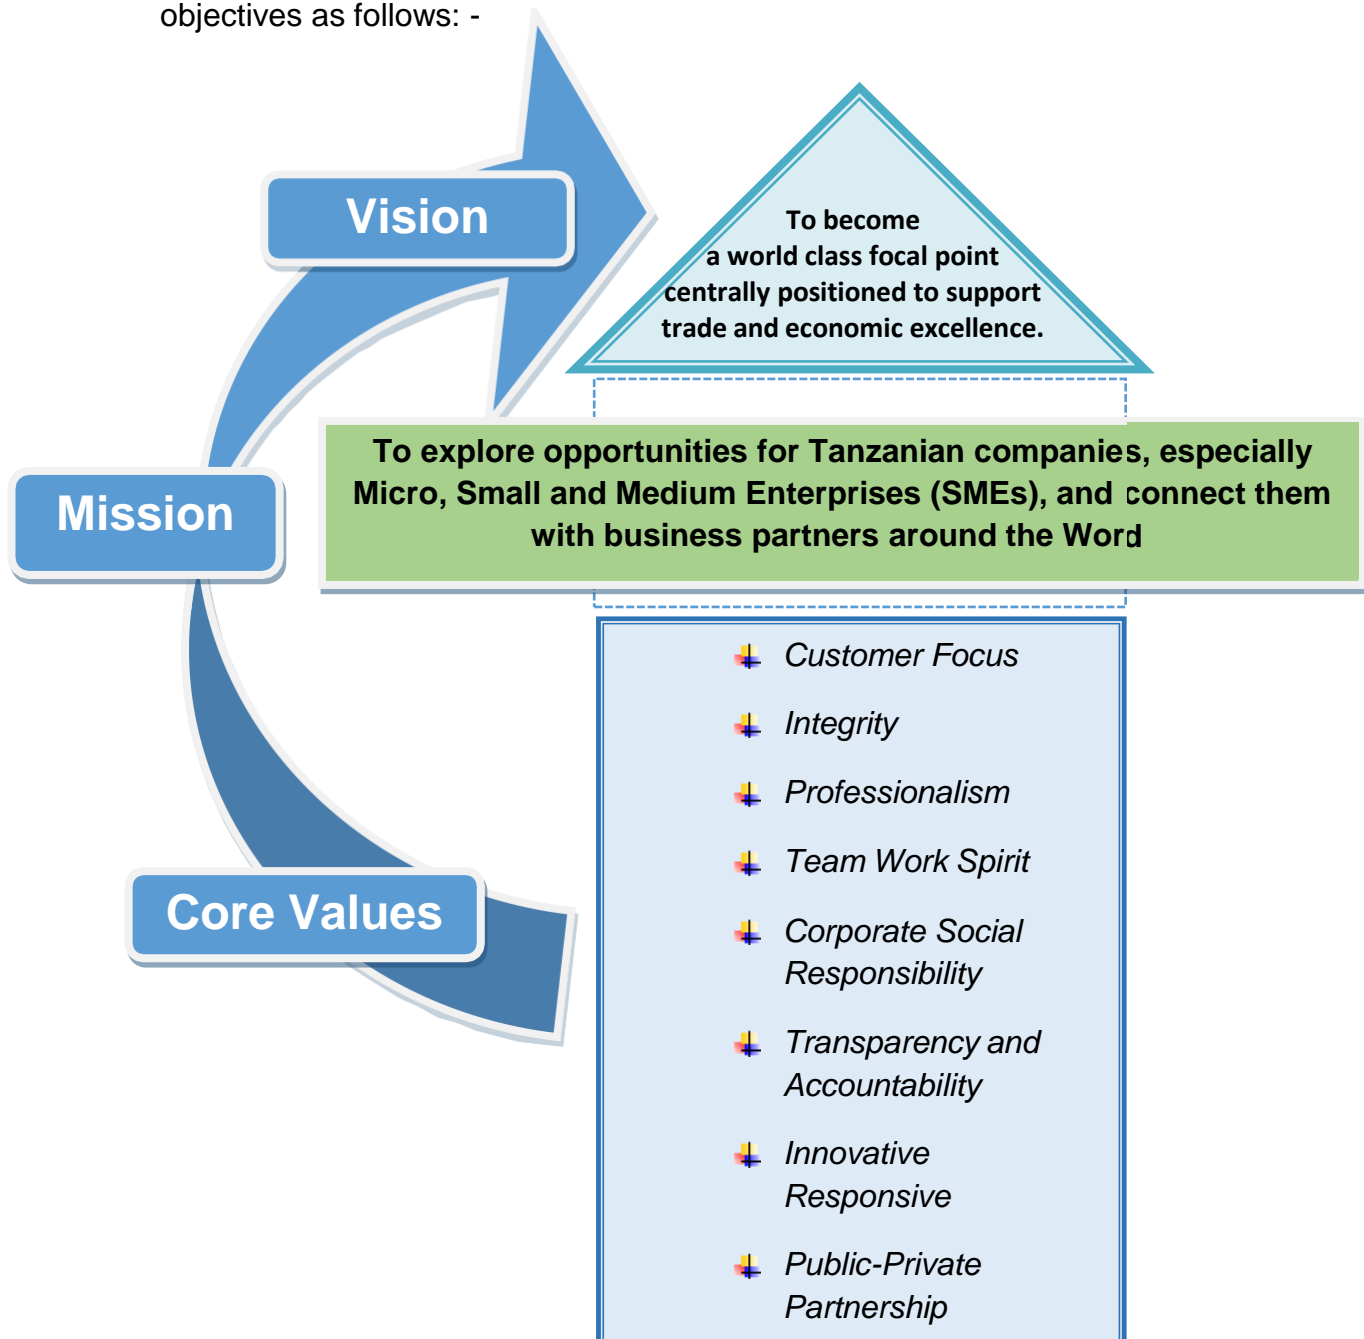 objectives as follows: -
Vision
To become
a world class focal point
centrally positioned to support
trade and economic excellence.
Mission
To explore opportunities for Tanzanian companies, especially
Micro, Small and Medium Enterprises (SMEs), and connect them
with business partners around the Word
Core Values
Customer Focus
Integrity
Professionalism
Team Work Spirit
Corporate Social
Responsibility
Transparency and
Accountability
Innovative
Responsive
Public-Private
Partnership